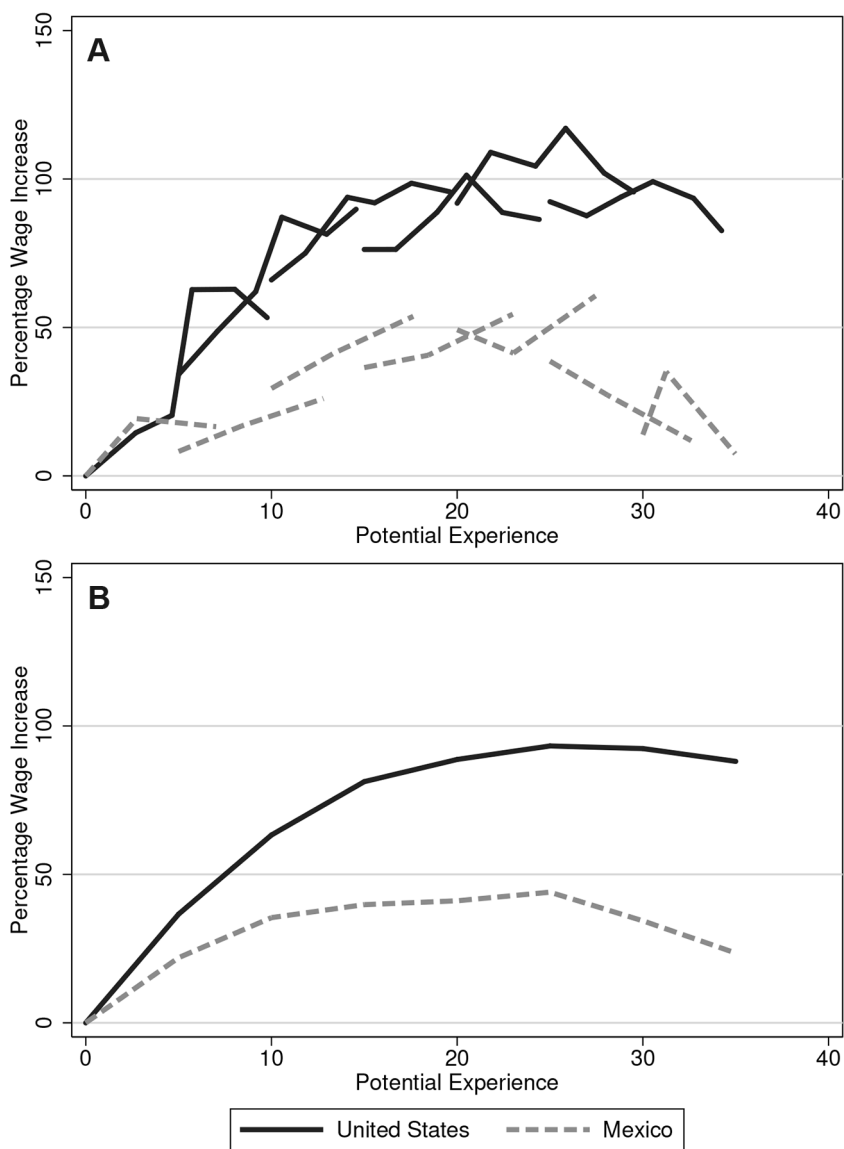 A
Percentage Wage Increase
150
100
50
0
0 10 20 30 40
Potential Experience
B
Percentage Wage Increase
150
100
50
0
0 10 20 30 40
Potential Experience
United States Mexico